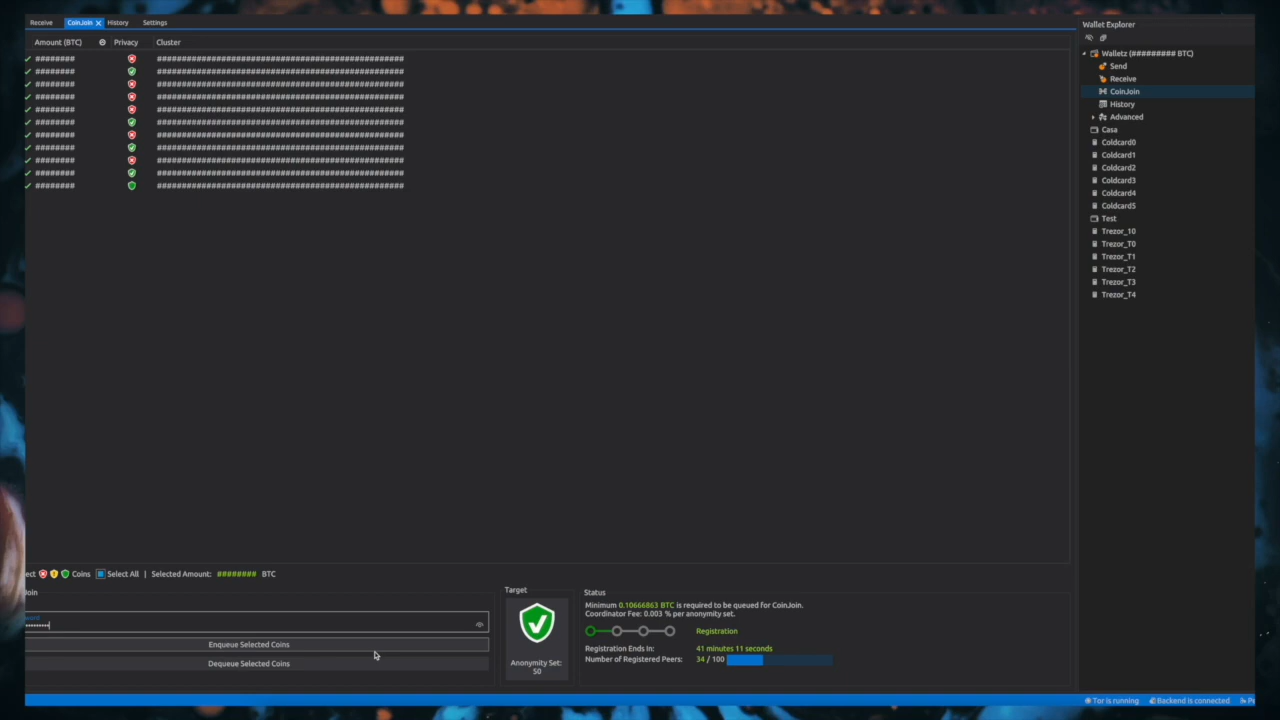 Receive CoinJoin History Settings
Amount (BTC) Privacy Cluster
######## ##################################################
######## ##################################################
######## ##################################################
######## ##################################################
######## ##################################################
######## ##################################################
######## ##################################################
######## ##################################################
######## ##################################################
######## ##################################################
######## ##################################################
ect Coins Select All | Selected Amount: ######## BTC
Join
word
Enqueue Selected Coins
Dequeue Selected Coins
Target
Anonymity Set:
50
Status
Minimum 0.10666863 BTC is required to be queued for CoinJoin.
Coordinator Fee: 0.003 % per anonymity set.
Registration
Registration Ends In: 41 minutes 11 seconds
Number of Registered Peers: 34 / 100
Wallet Explorer
Walletz (######### BTC)
Send
Receive
CoinJoin
History
Advanced
Casa
Coldcard0
Coldcard1
Coldcard2
Coldcard3
Coldcard4
Coldcard5
Test
Trezor_10
Trezor_T0
Trezor_T1
Trezor_T2
Trezor_T3
Trezor_T4
Tor is running Backend is connected Pe